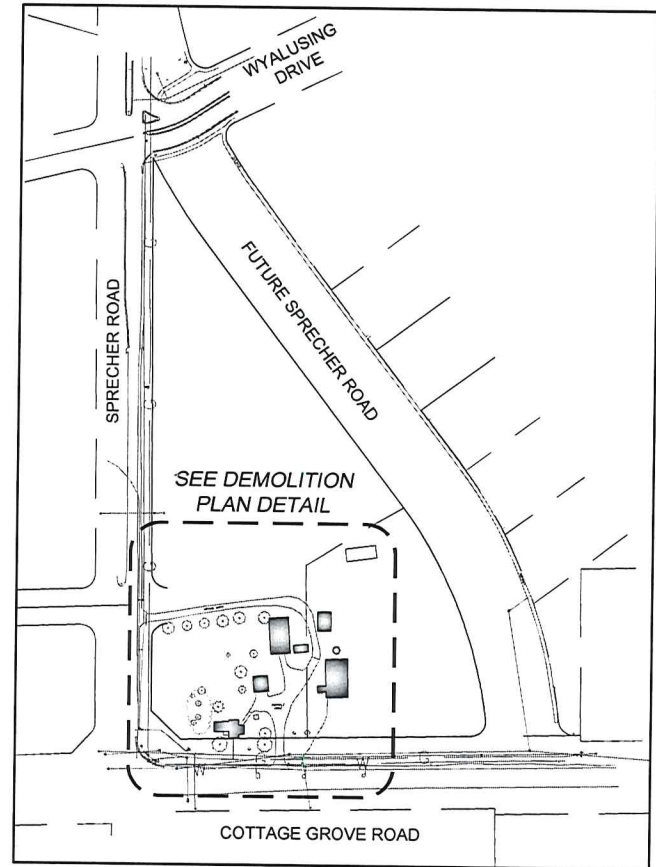 WYALUSING
DRIVE
SPRECHER ROAD
FUTURE SPRECHER ROAD
SEE DEMOLITION
PLAN DETAIL
COTTAGE GROVE ROAD